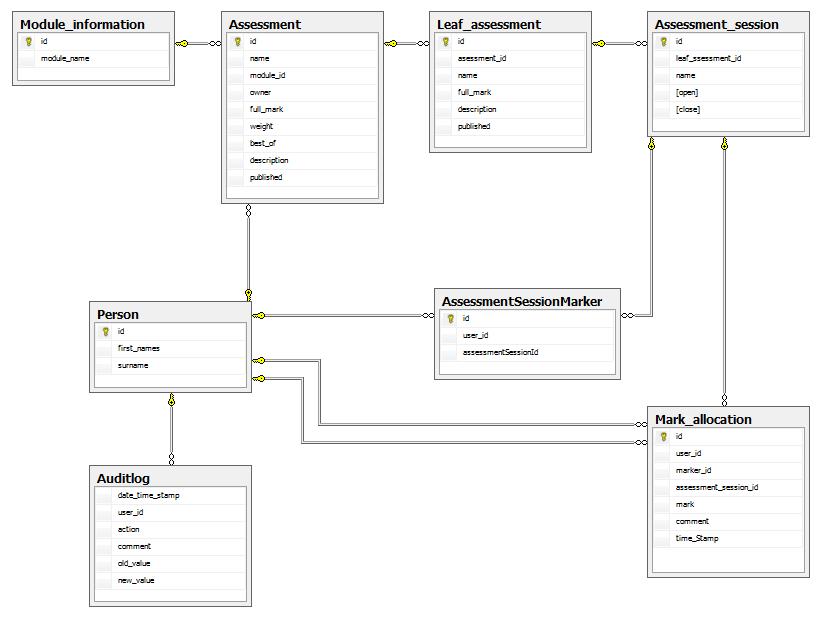 Module_information
id
module_name
Assessment
id
name
module_id
owner
full_mark
weight
best_of
description
published
Leaf_assessment
id
asessment_id
name
full_mark
description
published
Assessment_session
id
leaf_ssessment_id
name
[open]
[close]
Person
id
first_names
surname
AssessmentSessionMarker
id
user_id
assessmentSessionId
Auditlog
date_time_stamp
user_id
action
comment
old_value
new_value
Mark_allocation
id
user_id
marker_id
assessment_session_id
mark
comment
time_Stamp